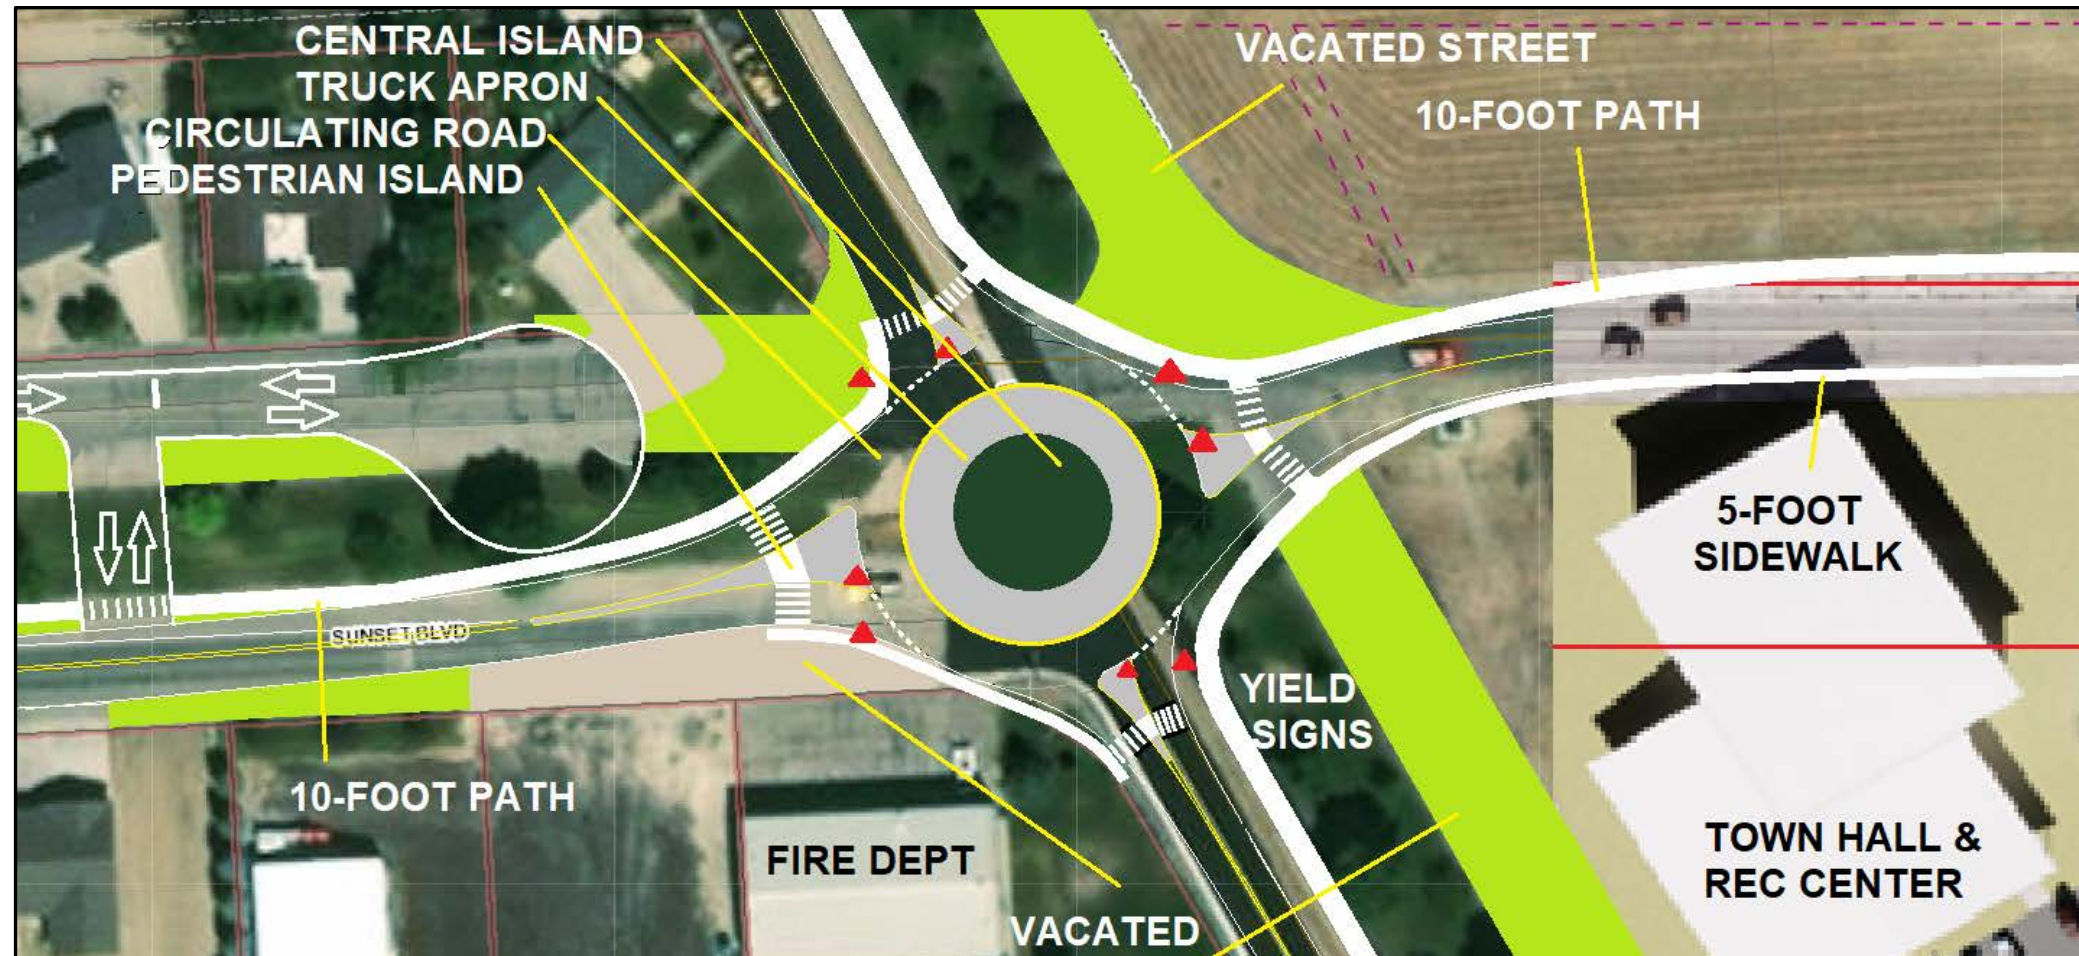 CENTRAL ISLAND
TRUCK APRON
CIRCULATING ROAD
PEDESTRIAN ISLAND
VACATED STREET
10-FOOT PATH
SUNSET BLVD
5-FOOT
SIDEWALK
YIELD
SIGNS
10-FOOT PATH
FIRE DEPT
TOWN HALL &
REC CENTER
VACATED